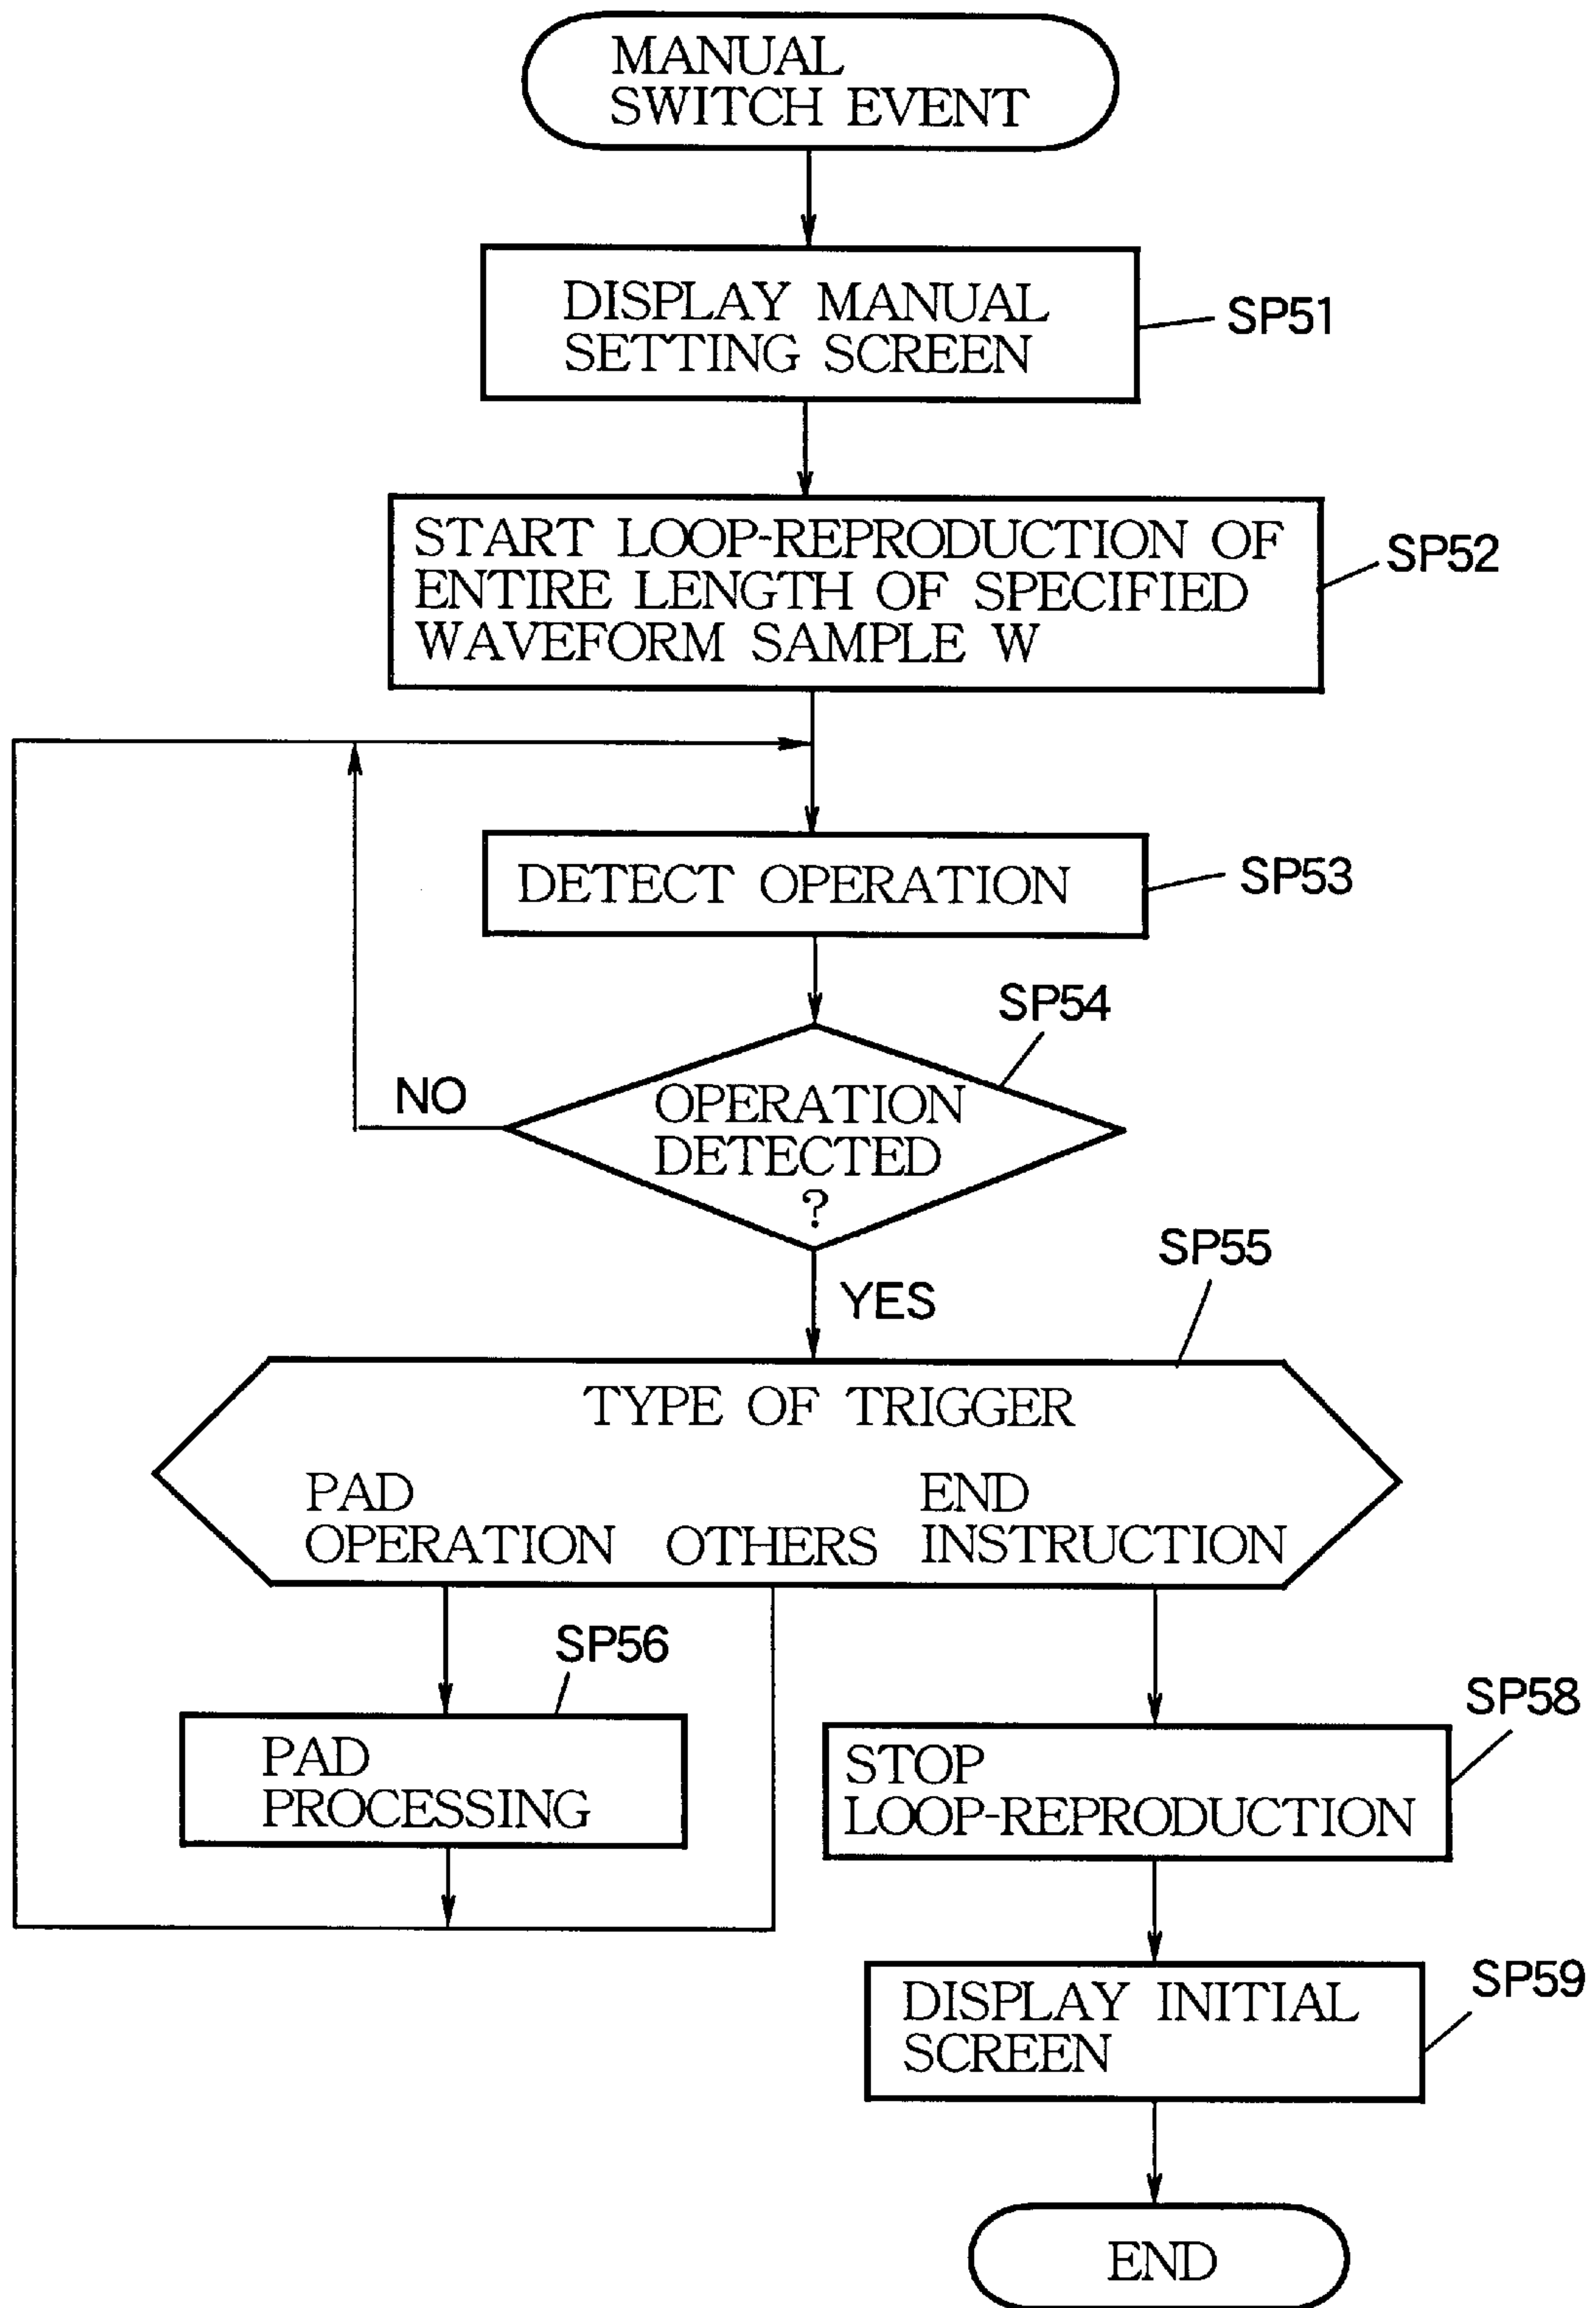 MANUAL
SWITCH EVENT
DISPLAY MANUAL
SETTING SCREEN
SP51
START LOOP-REPRODUCTION OF
ENTIRE LENGTH OF SPECIFIED
WAVEFORM SAMPLE W
SP52
DETECT OPERATION
SP53
SP54
NO
OPERATION
DETECTED
?
YES
SP55
TYPE OF TRIGGER
PAD
OPERATION
OTHERS
END
INSTRUCTION
SP56
PAD
PROCESSING
SP58
STOP
LOOP-REPRODUCTION
SP59
DISPLAY INITIAL
SCREEN
END